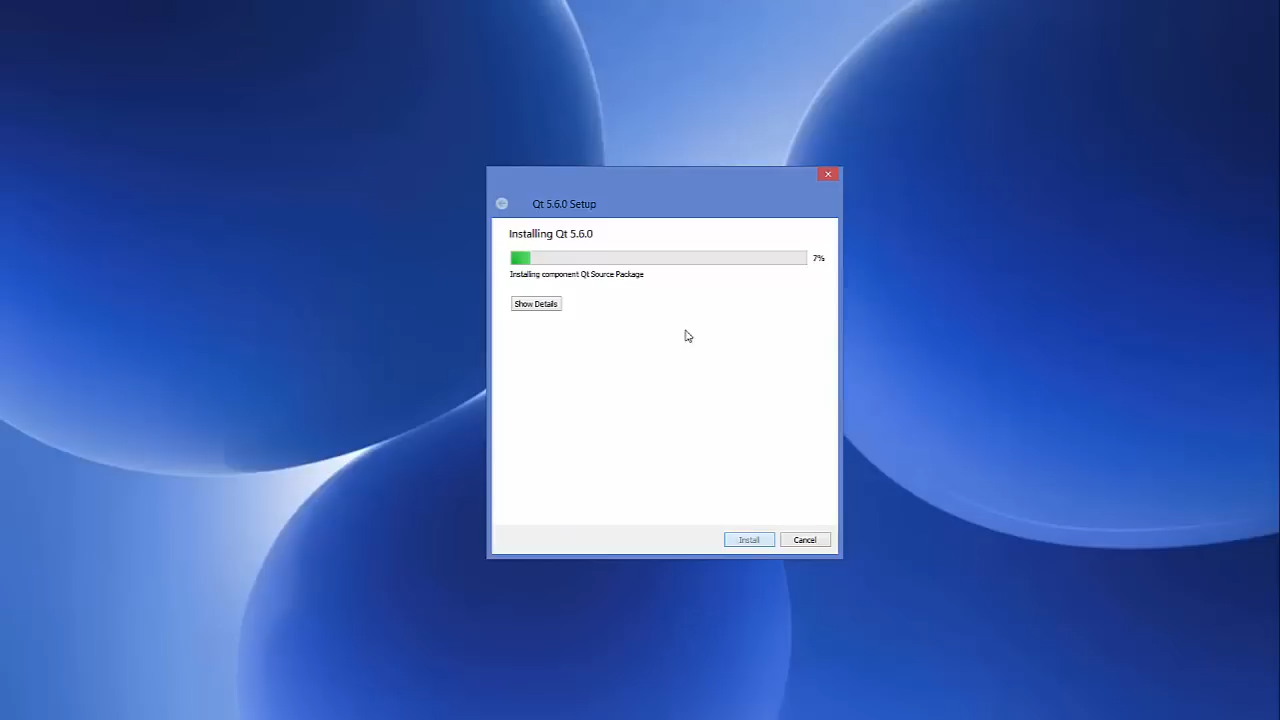 Qt 5.6.0 Setup
Installing Qt 5.6.0
7%
Installing component Qt Source Package
Show Details
Install
Cancel